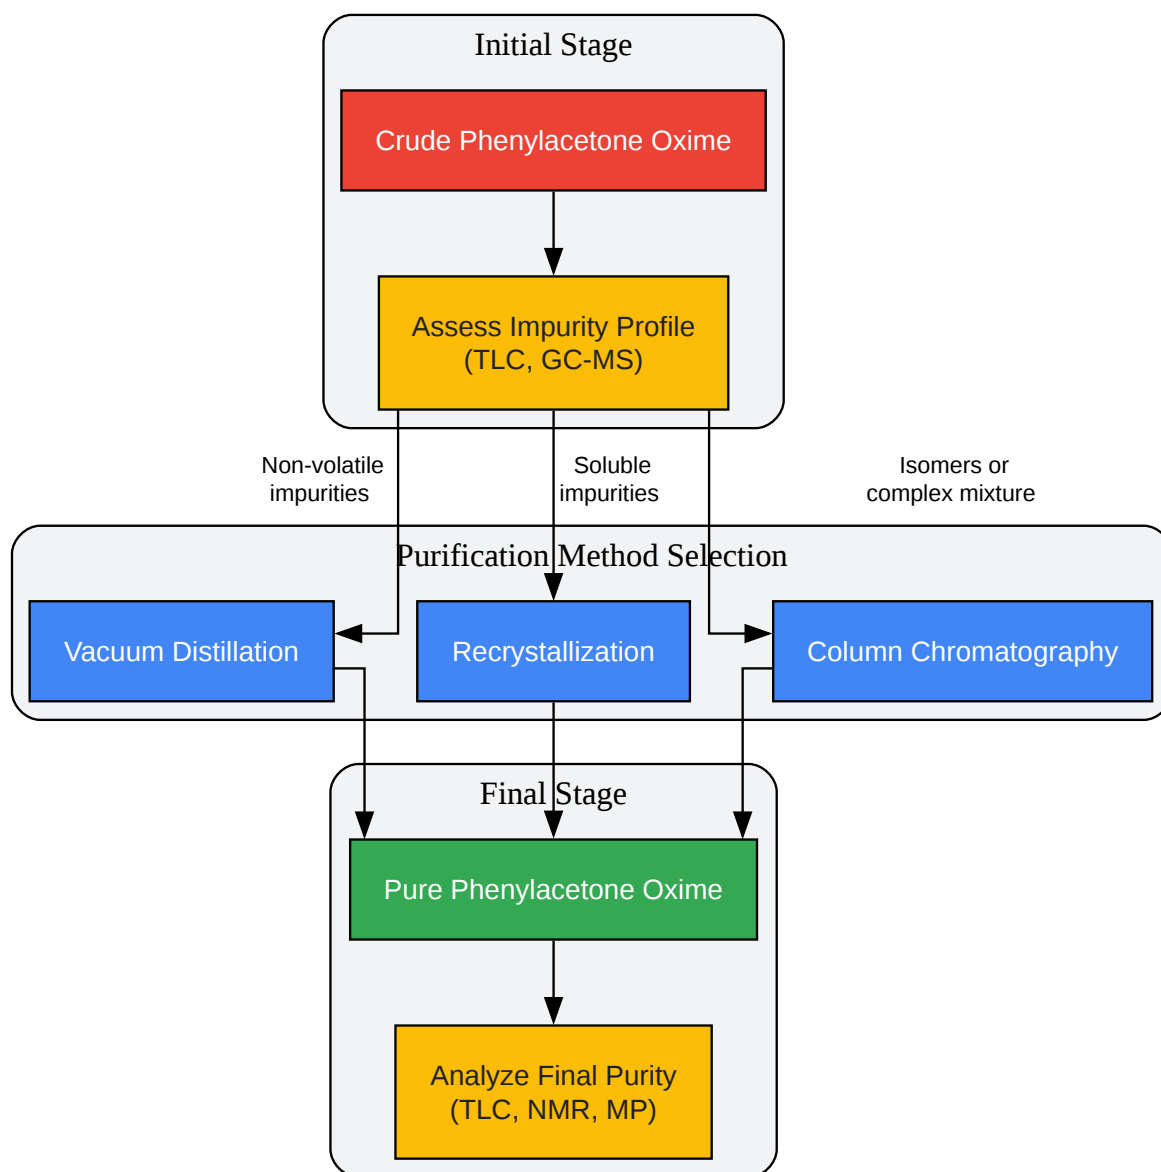 Initial Stage
Crude Phenylacetone Oxime
Assess Impurity Profile
(TLC, GC-MS)
Non-volatile
impurities
Soluble
impurities
Isomers or
complex mixture
Purification Method Selection
Vacuum Distillation
Recrystallization
Column Chromatography
Final Stage
Pure Phenylacetone Oxime
Analyze Final Purity
(TLC, NMR, MP)